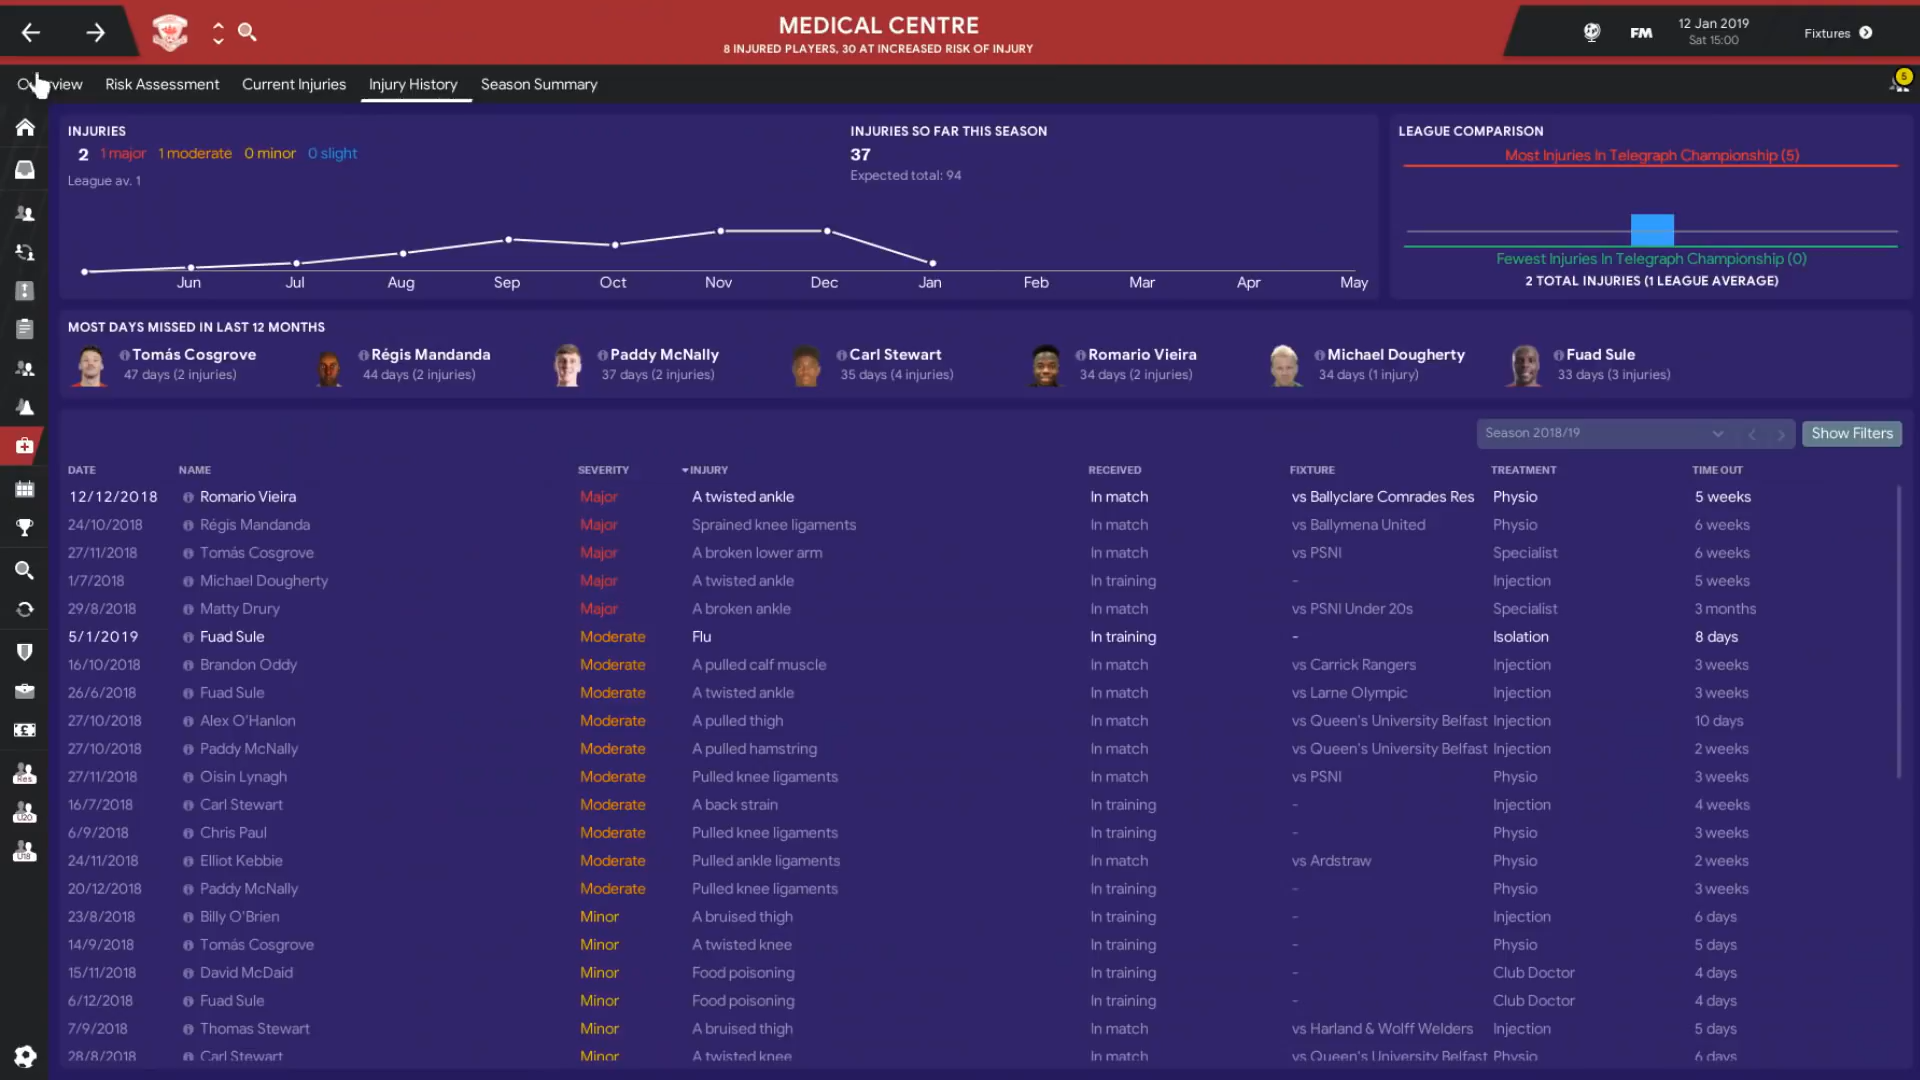 MEDICAL CENTRE
8 INJURED PLAYERS, 30 AT INCREASED RISK OF INJURY
FM
12 Jan 2019
Sat 15:00
Fixtures
Risk Assessment Current Injuries Injury History Season Summary
5
INJURIES
2 1 major 1 moderate 0 minor 0 slight
League av. 1
INJURIES SO FAR THIS SEASON
37
Expected total: 94
Jun Jul Aug Sep Oct Nov Dec Jan Feb Mar Apr May
LEAGUE COMPARISON
Most Injuries In Telegraph Championship (5)
Fewest Injuries In Telegraph Championship (0)
2 TOTAL INJURIES (1 LEAGUE AVERAGE)
MOST DAYS MISSED IN LAST 12 MONTHS
Tomás Cosgrove
47 days (2 injuries)
Régis Mandanda
44 days (2 injuries)
Paddy McNally
37 days (2 injuries)
Carl Stewart
35 days (4 injuries)
Romario Vieira
34 days (2 injuries)
Michael Dougherty
34 days (1 injury)
Fuad Sule
33 days (3 injuries)
Season 2018/19 Show Filters
DATE NAME SEVERITY INJURY RECEIVED FIXTURE TREATMENT TIME OUT
12/12/2018 Romario Vieira Major A twisted ankle In match vs Ballyclare Comrades Res Physio 5 weeks
24/10/2018 Régis Mandanda Major Sprained knee ligaments In match vs Ballymena United Physio 6 weeks
27/11/2018 Tomás Cosgrove Major A broken lower arm In match vs PSNI Specialist 6 weeks
1/7/2018 Michael Dougherty Major A twisted ankle In training - Injection 5 weeks
29/8/2018 Matty Drury Major A broken ankle In match vs PSNI Under 20s Specialist 3 months
5/1/2019 Fuad Sule Moderate Flu In training - Isolation 8 days
16/10/2018 Brandon Oddy Moderate A pulled calf muscle In match vs Carrick Rangers Injection 3 weeks
26/6/2018 Fuad Sule Moderate A twisted ankle In match vs Larne Olympic Injection 3 weeks
27/10/2018 Alex O'Hanlon Moderate A pulled thigh In match vs Queen's University Belfast Injection 10 days
27/10/2018 Paddy McNally Moderate A pulled hamstring In match vs Queen's University Belfast Injection 2 weeks
27/11/2018 Oisin Lynagh Moderate Pulled knee ligaments In match vs PSNI Physio 3 weeks
16/7/2018 Carl Stewart Moderate A back strain In training - Injection 4 weeks
6/9/2018 Chris Paul Moderate Pulled knee ligaments In training - Physio 3 weeks
24/11/2018 Elliot Kebbie Moderate Pulled ankle ligaments In match vs Ardstraw Physio 2 weeks
20/12/2018 Paddy McNally Moderate Pulled knee ligaments In training - Physio 3 weeks
23/8/2018 Billy O'Brien Minor A bruised thigh In training - Injection 6 days
14/9/2018 Tomás Cosgrove Minor A twisted knee In training - Physio 5 days
15/11/2018 David McDaid Minor Food poisoning In training - Club Doctor 4 days
6/12/2018 Fuad Sule Minor Food poisoning In training - Club Doctor 4 days
7/9/2018 Thomas Stewart Minor A bruised thigh In match vs Harland & Wolff Welders Injection 5 days
28/8/2018 Carl Stewart Minor A twisted knee In match vs Queen's University Belfast Physio 6 days
Res
U20
U18